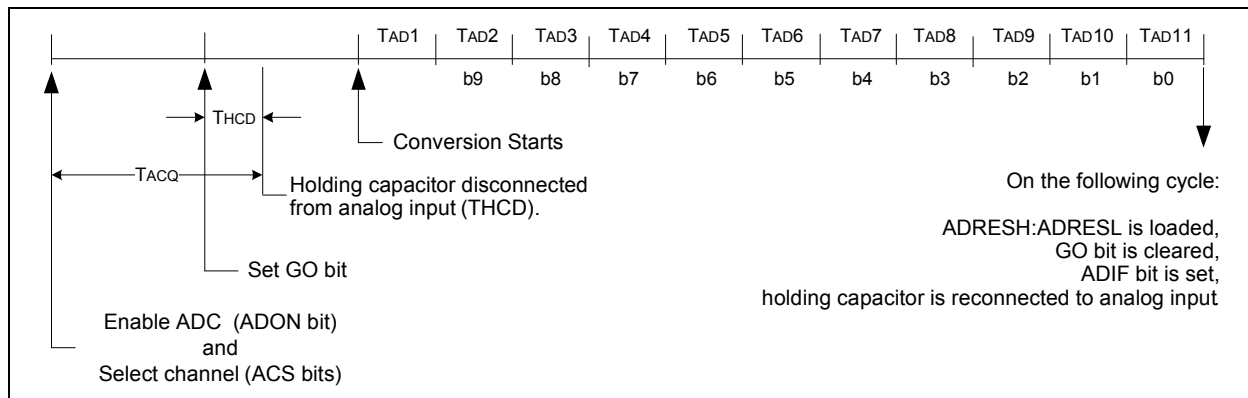 TAD1 TAD2 TAD3 TAD4 TAD5 TAD6 TAD7 TAD8 TAD9 TAD10 TAD11
b9 b8 b7 b6 b5 b4 b3 b2 b1 b0
THCD
Conversion Starts
TACQ
Holding capacitor disconnected
from analog input (THCD).
Set GO bit
Enable ADC (ADON bit)
and
Select channel (ACS bits)
On the following cycle:
ADRESH:ADRESL is loaded,
GO bit is cleared,
ADIF bit is set,
holding capacitor is reconnected to analog input